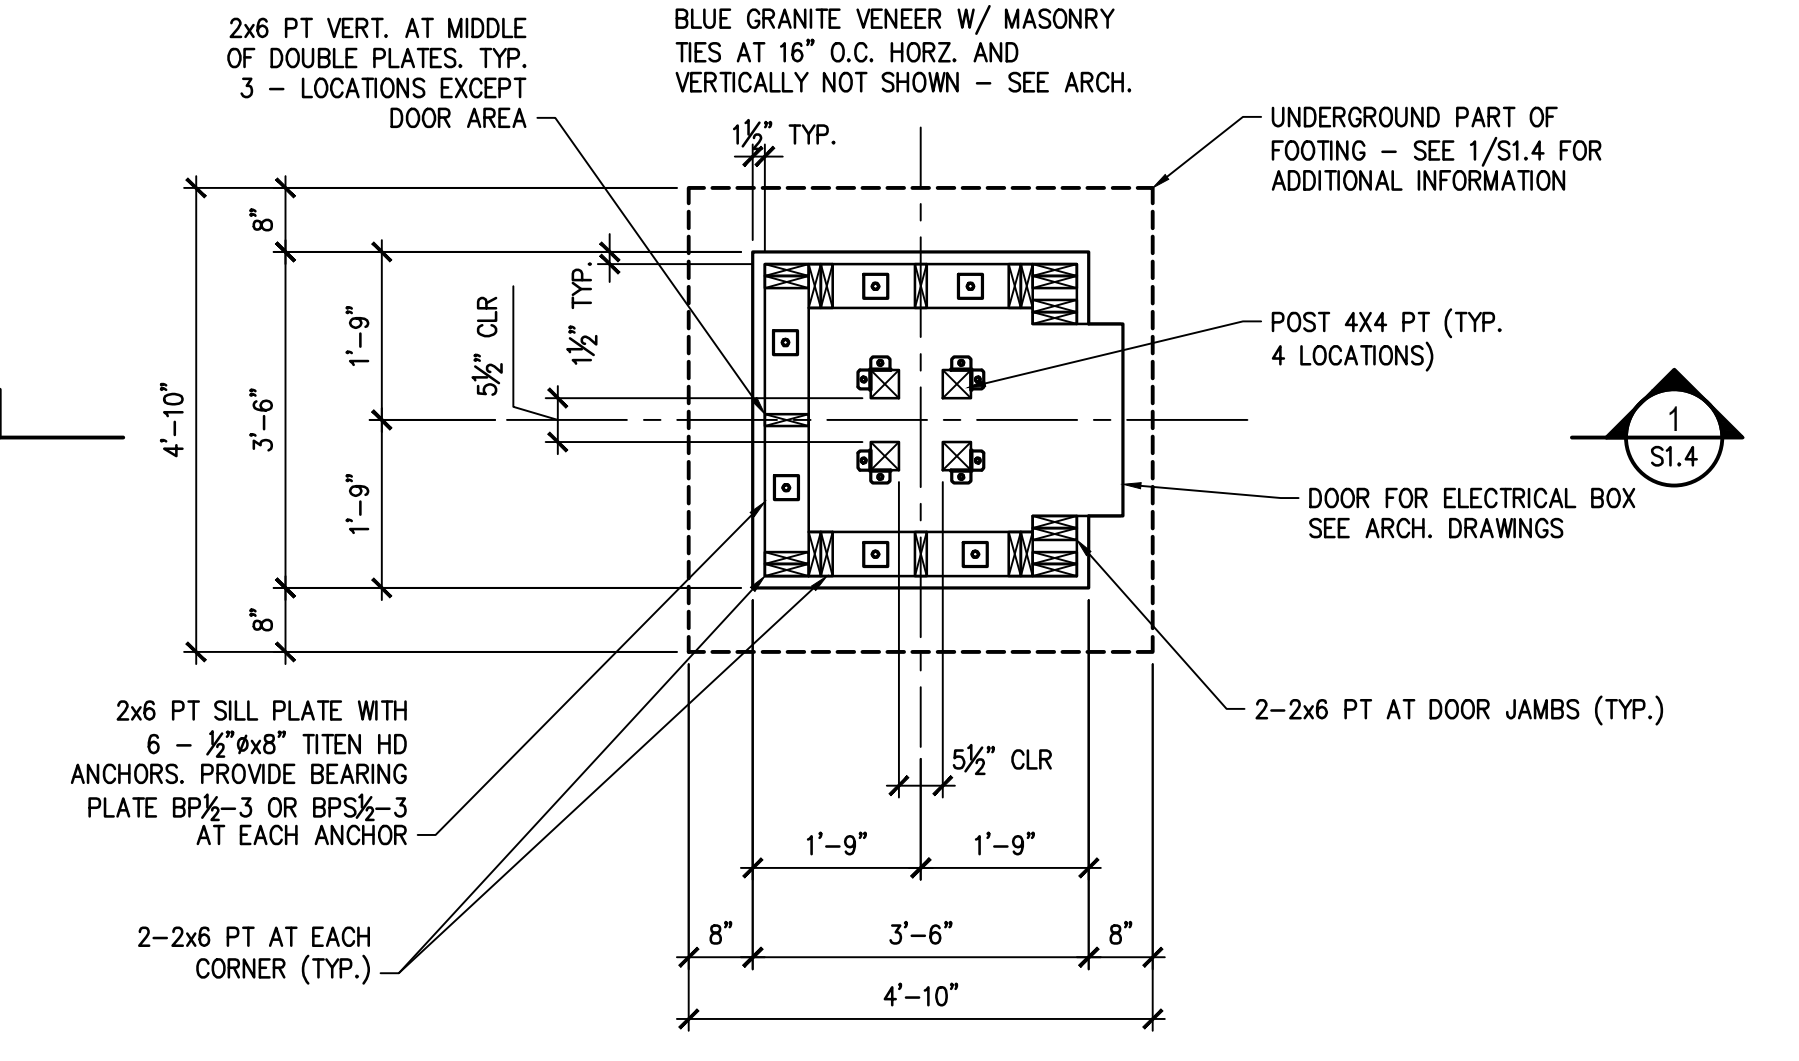 2x6 PT VERT. AT MIDDLE
OF DOUBLE PLATES. TYP.
3 - LOCATIONS EXCEPT
DOOR AREA
BLUE GRANITE VENEER W/ MASONRY
TIES AT 16" O.C. HORZ. AND
VERTICALLY NOT SHOWN - SEE ARCH.
1½" TYP.
UNDERGROUND PART OF
FOOTING - SEE 1/S1.4 FOR
ADDITIONAL INFORMATION
8"
1'-9"
5½" CLR
1½" TYP.
POST 4X4 PT (TYP.
4 LOCATIONS)
4'-10"
3'-6"
1
S1.4
1'-9"
DOOR FOR ELECTRICAL BOX
SEE ARCH. DRAWINGS
8"
2x6 PT SILL PLATE WITH
6 - ½"øx8" TITEN HD
ANCHORS. PROVIDE BEARING
PLATE BP½-3 OR BPS½-3
AT EACH ANCHOR
2-2x6 PT AT DOOR JAMBS (TYP.)
5½" CLR
1'-9"
1'-9"
2-2x6 PT AT EACH
CORNER (TYP.)
8"
3'-6"
8"
4'-10"